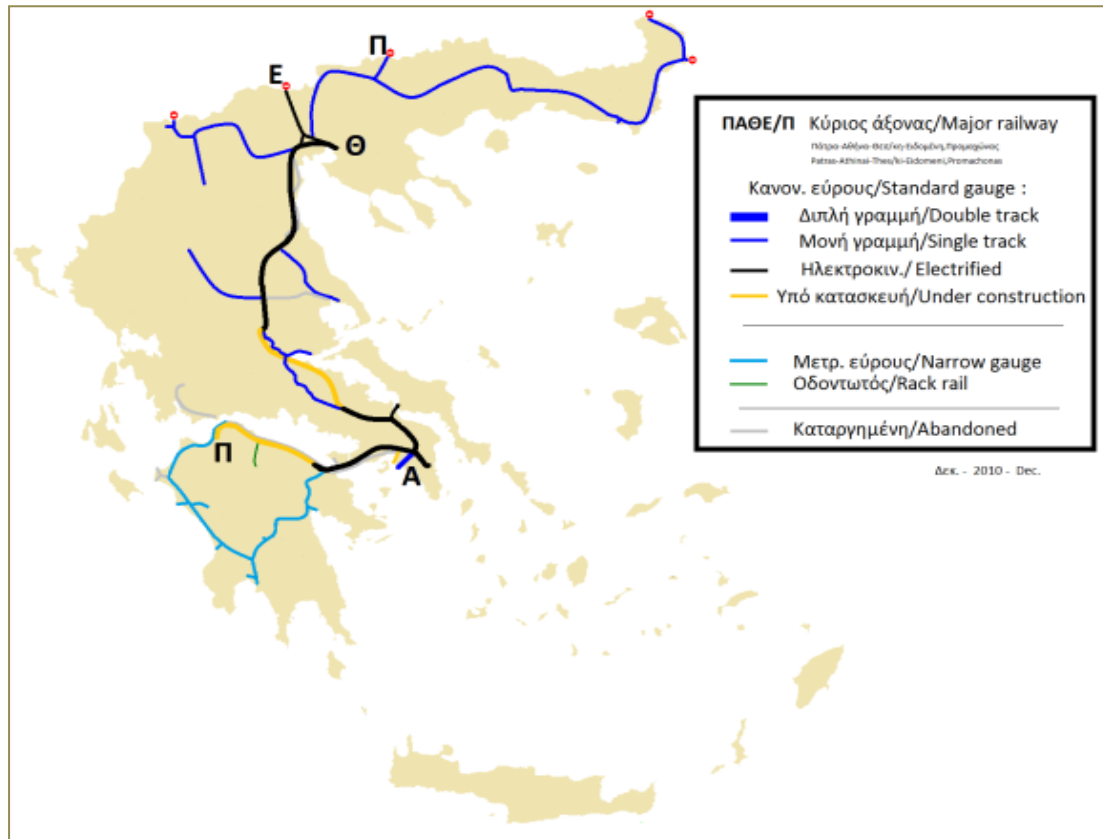 Π
Ε
Θ
Π
Α
ΠΑΘΕ/Π Κύριος άξονας/Major railway
Πάτρα-Αθήνα-Θεσ/κη-Ειδομένη,Προμαχώνας
Patras-Athinai-Thes/ki-Eidomeni,Promachonas
Κανον. εύρους/Standard gauge :
Διπλή γραμμή/Double track
Μονή γραμμή/Single track
Ηλεκτροκιν./ Electrified
Υπό κατασκευή/Under construction
Μετρ. εύρους/Narrow gauge
Οδοντωτός/Rack rail
Καταργημένη/Abandoned
Δεκ. - 2010 - Dec.